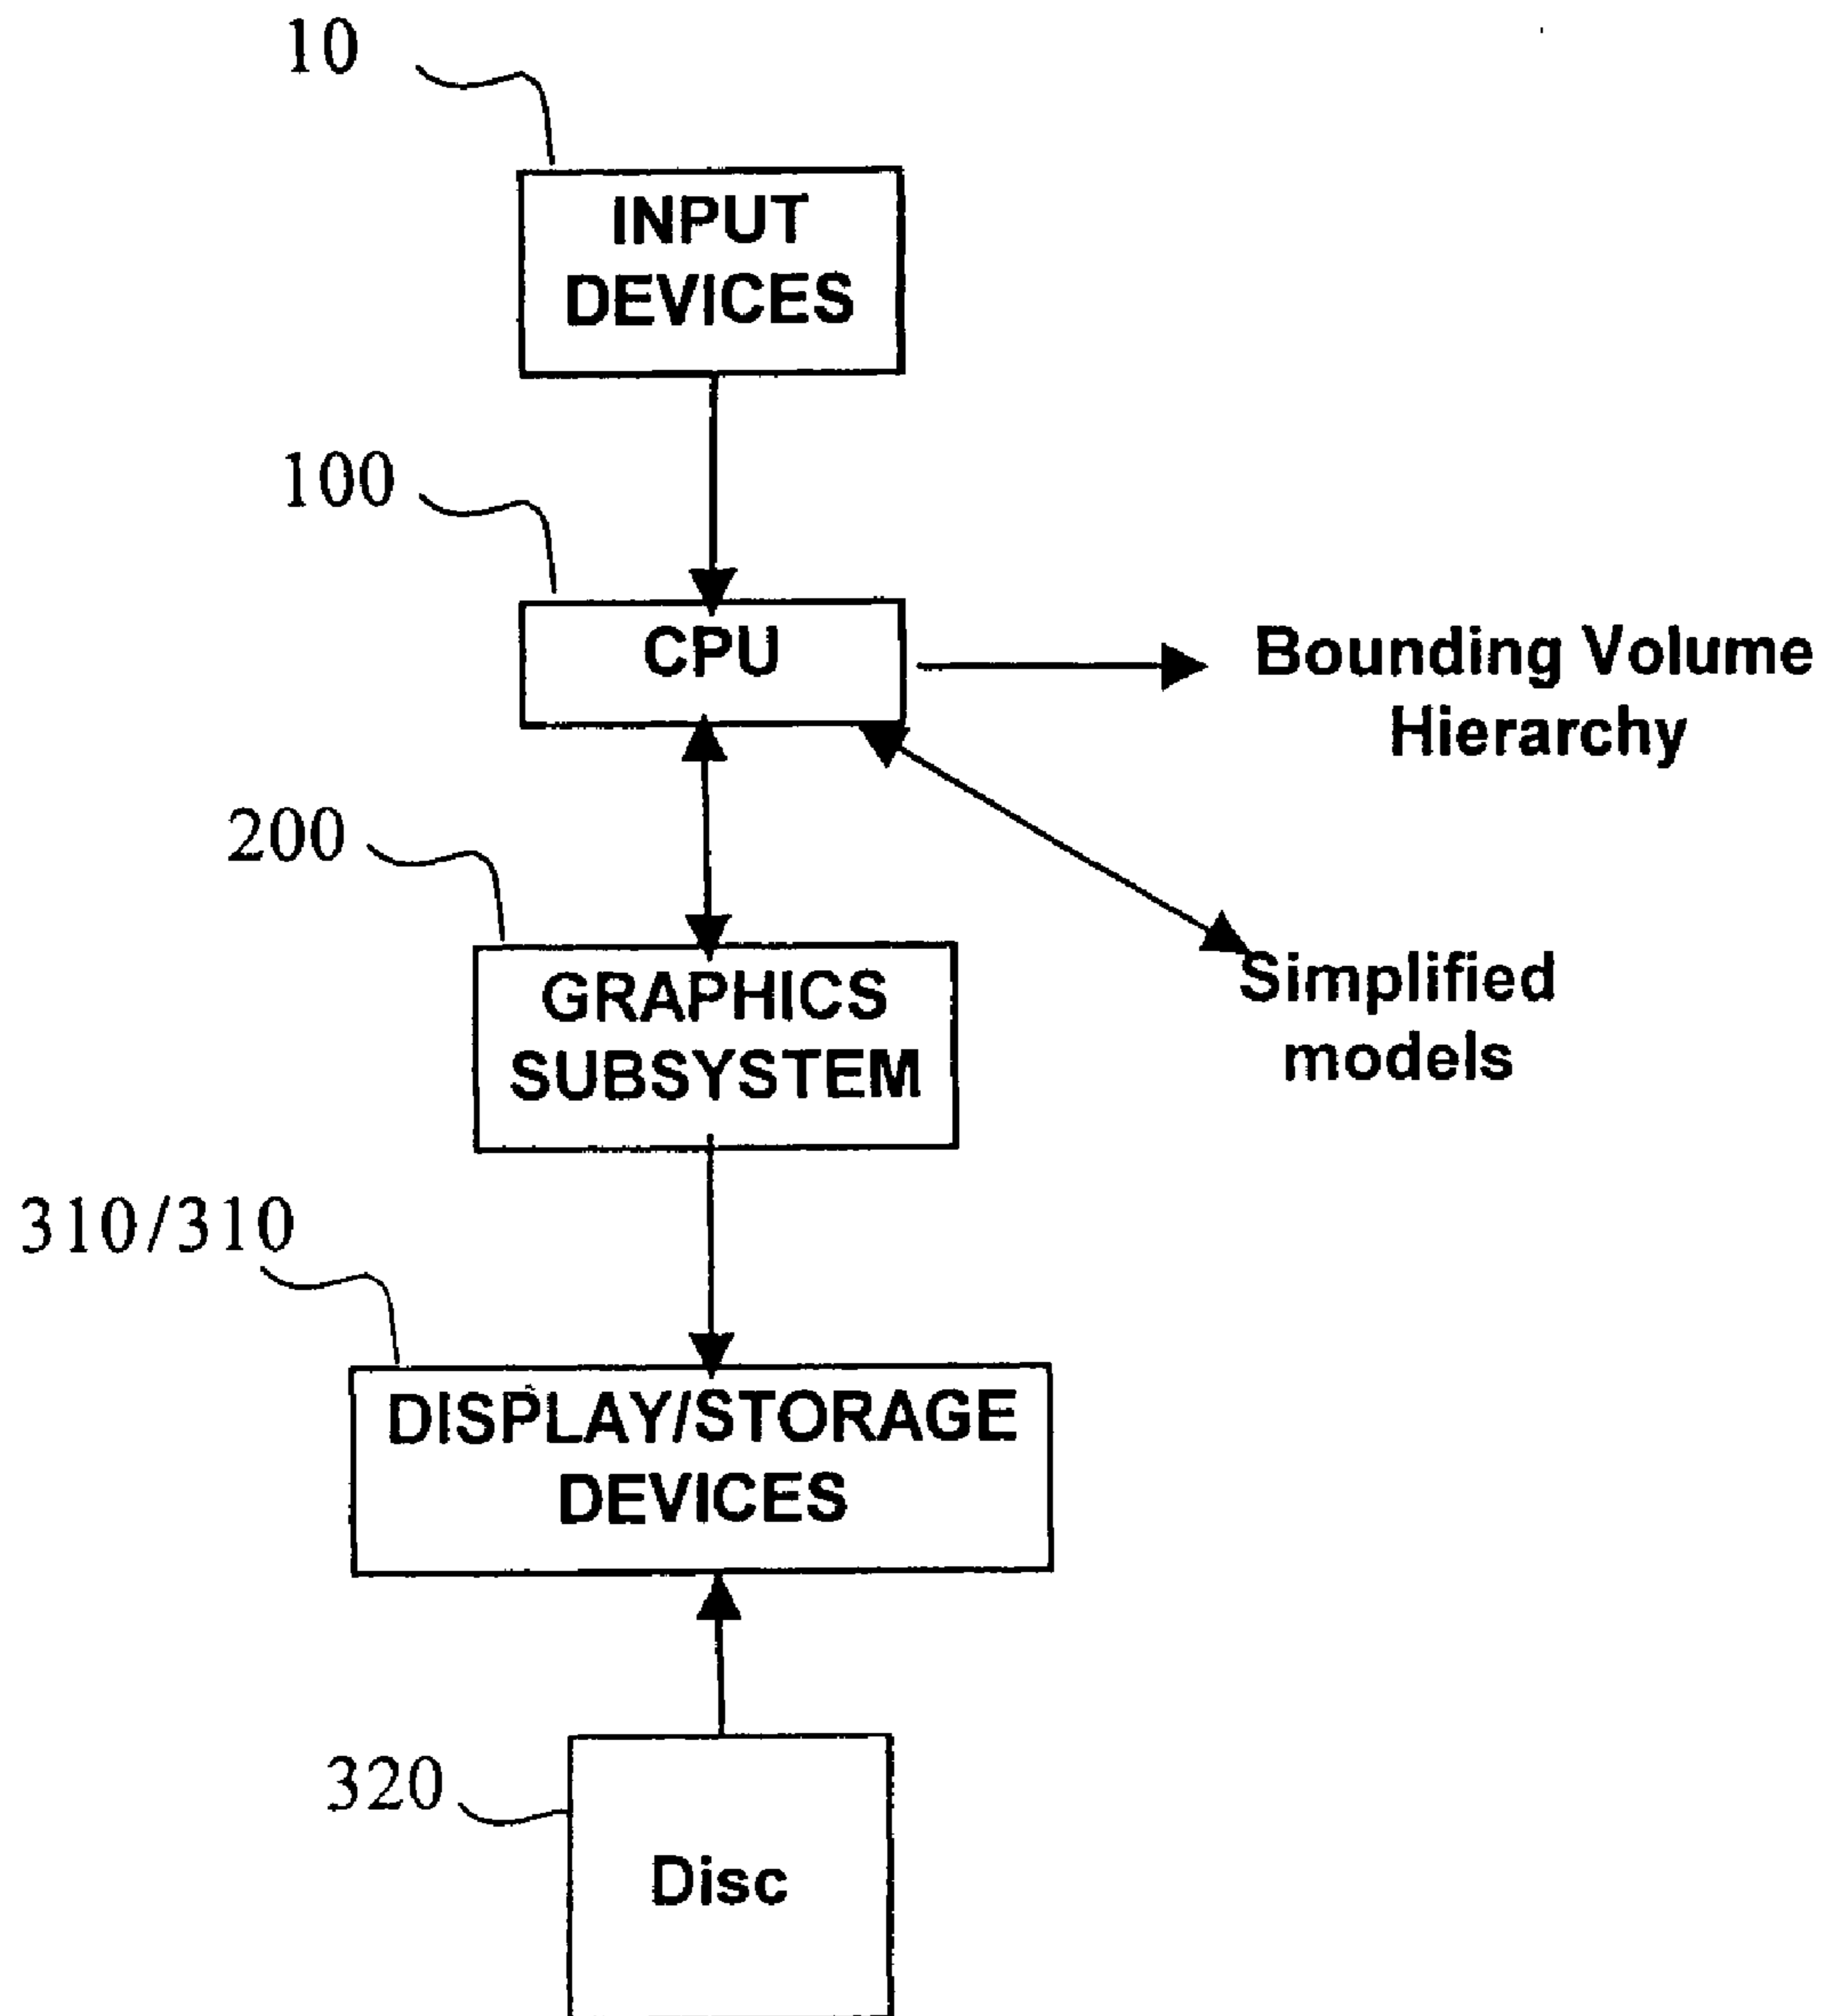 10
INPUT
DEVICES
100
CPU
Bounding Volume
Hierarchy
200
GRAPHICS
SUBSYSTEM
Simplified
models
310/310
DISPLAY/STORAGE
DEVICES
320
Disc